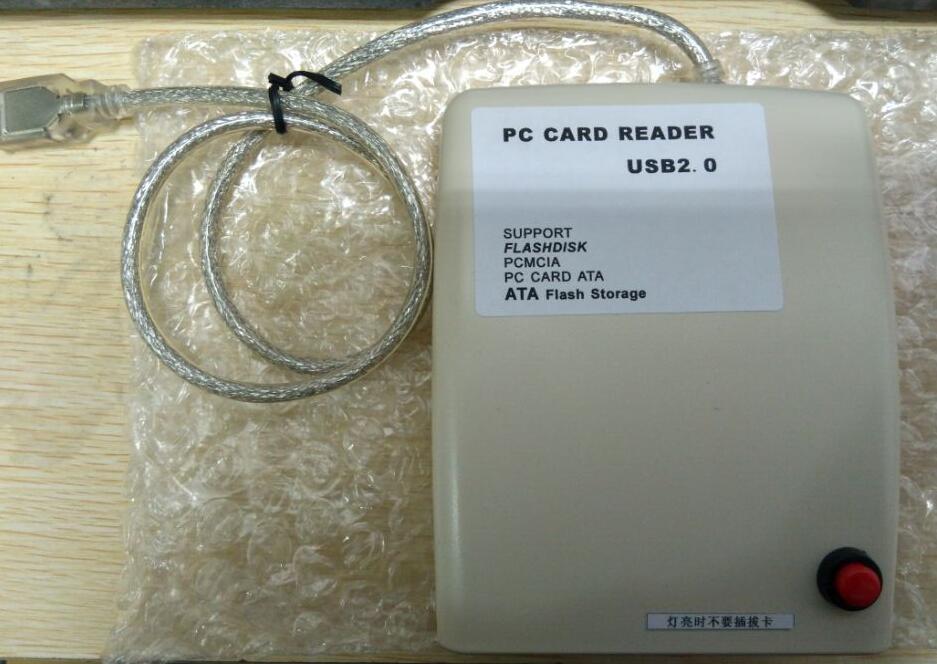 PC CARD READER
USB2.0
SUPPORT
FLASHDISK
PCMCIA
PC CARD ATA
ATA Flash Storage
灯亮时不要插拔卡